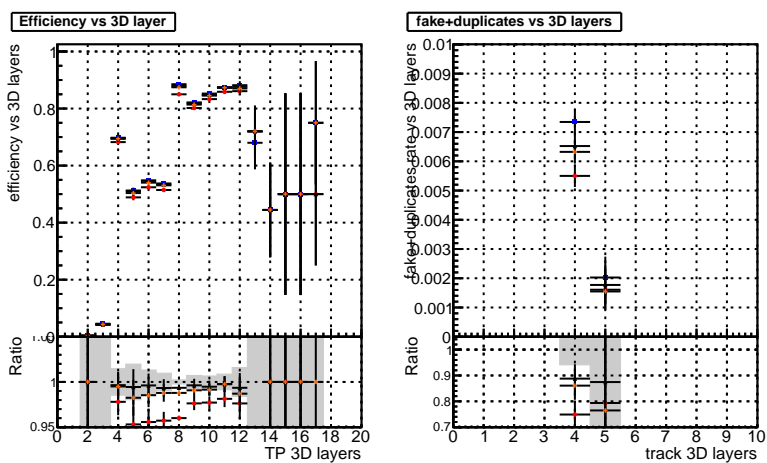 Efficiency vs 3D layer
efficiency vs 3D layers
1
0.8
0.6
0.4
0.2
0
Ratio
1
0.95
0 2 4 6 8 10 12 14 16 18 20
TP 3D layers
fake+duplicates vs 3D layers
fake+duplicates rate vs 3D layers
0.01
0.009
0.008
0.007
0.006
0.005
0.004
0.003
0.002
0.001
0
Ratio
1
0.9
0.8
0.7
0 1 2 3 4 5 6 7 8 9 10
track 3D layers